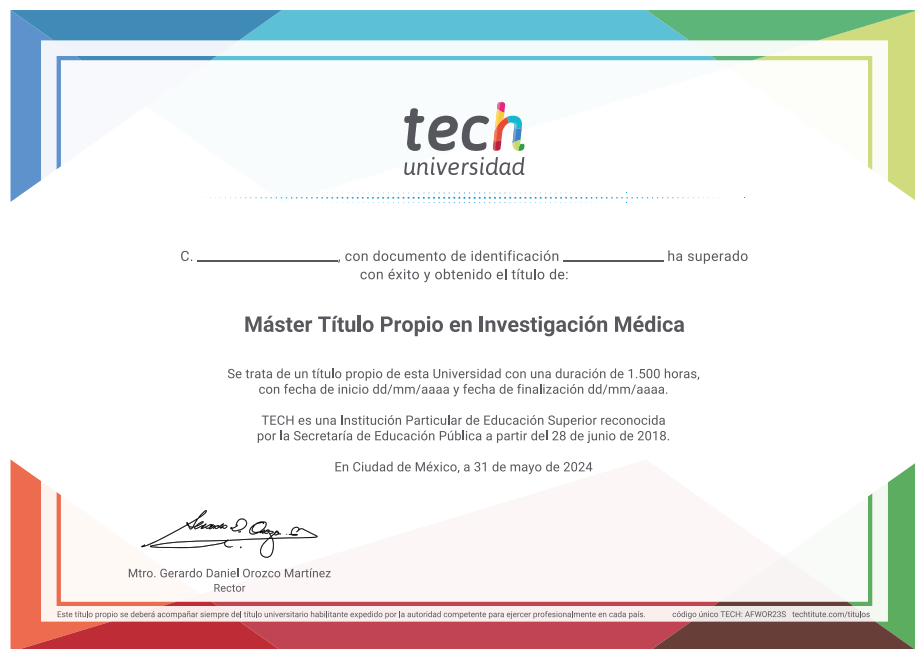 tech
universidad
C. ____________, con documento de identificación ____________ ha superado
con éxito y obtenido el título de:
Máster Título Propio en Investigación Médica
Se trata de un título propio de esta Universidad con una duración de 1.500 horas,
con fecha de inicio dd/mm/aaaa y fecha de finalización dd/mm/aaaa.
TECH es una Institución Particular de Educación Superior reconocida
por la Secretaría de Educación Pública a partir del 28 de junio de 2018.
En Ciudad de México, a 31 de mayo de 2024
Mtro. Gerardo Daniel Orozco Martínez
Rector
Este título propio se deberá acompañar siempre del título universitario habilitante expedido por la autoridad competente para ejercer profesionalmente en cada país. código único TECH: AFWOR23S techtitute.com/titulos